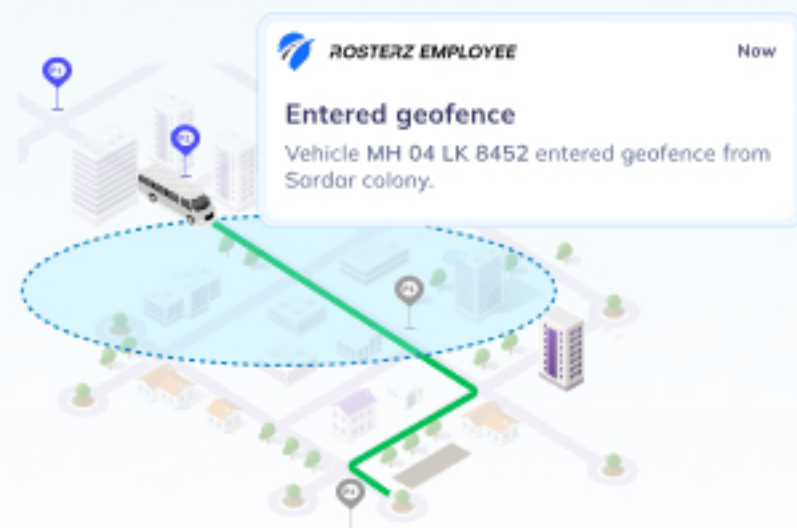 ROSTERZ EMPLOYEE
Now
Entered geofence
Vehicle MH 04 LK 8452 entered geofence from
Sardar colony.